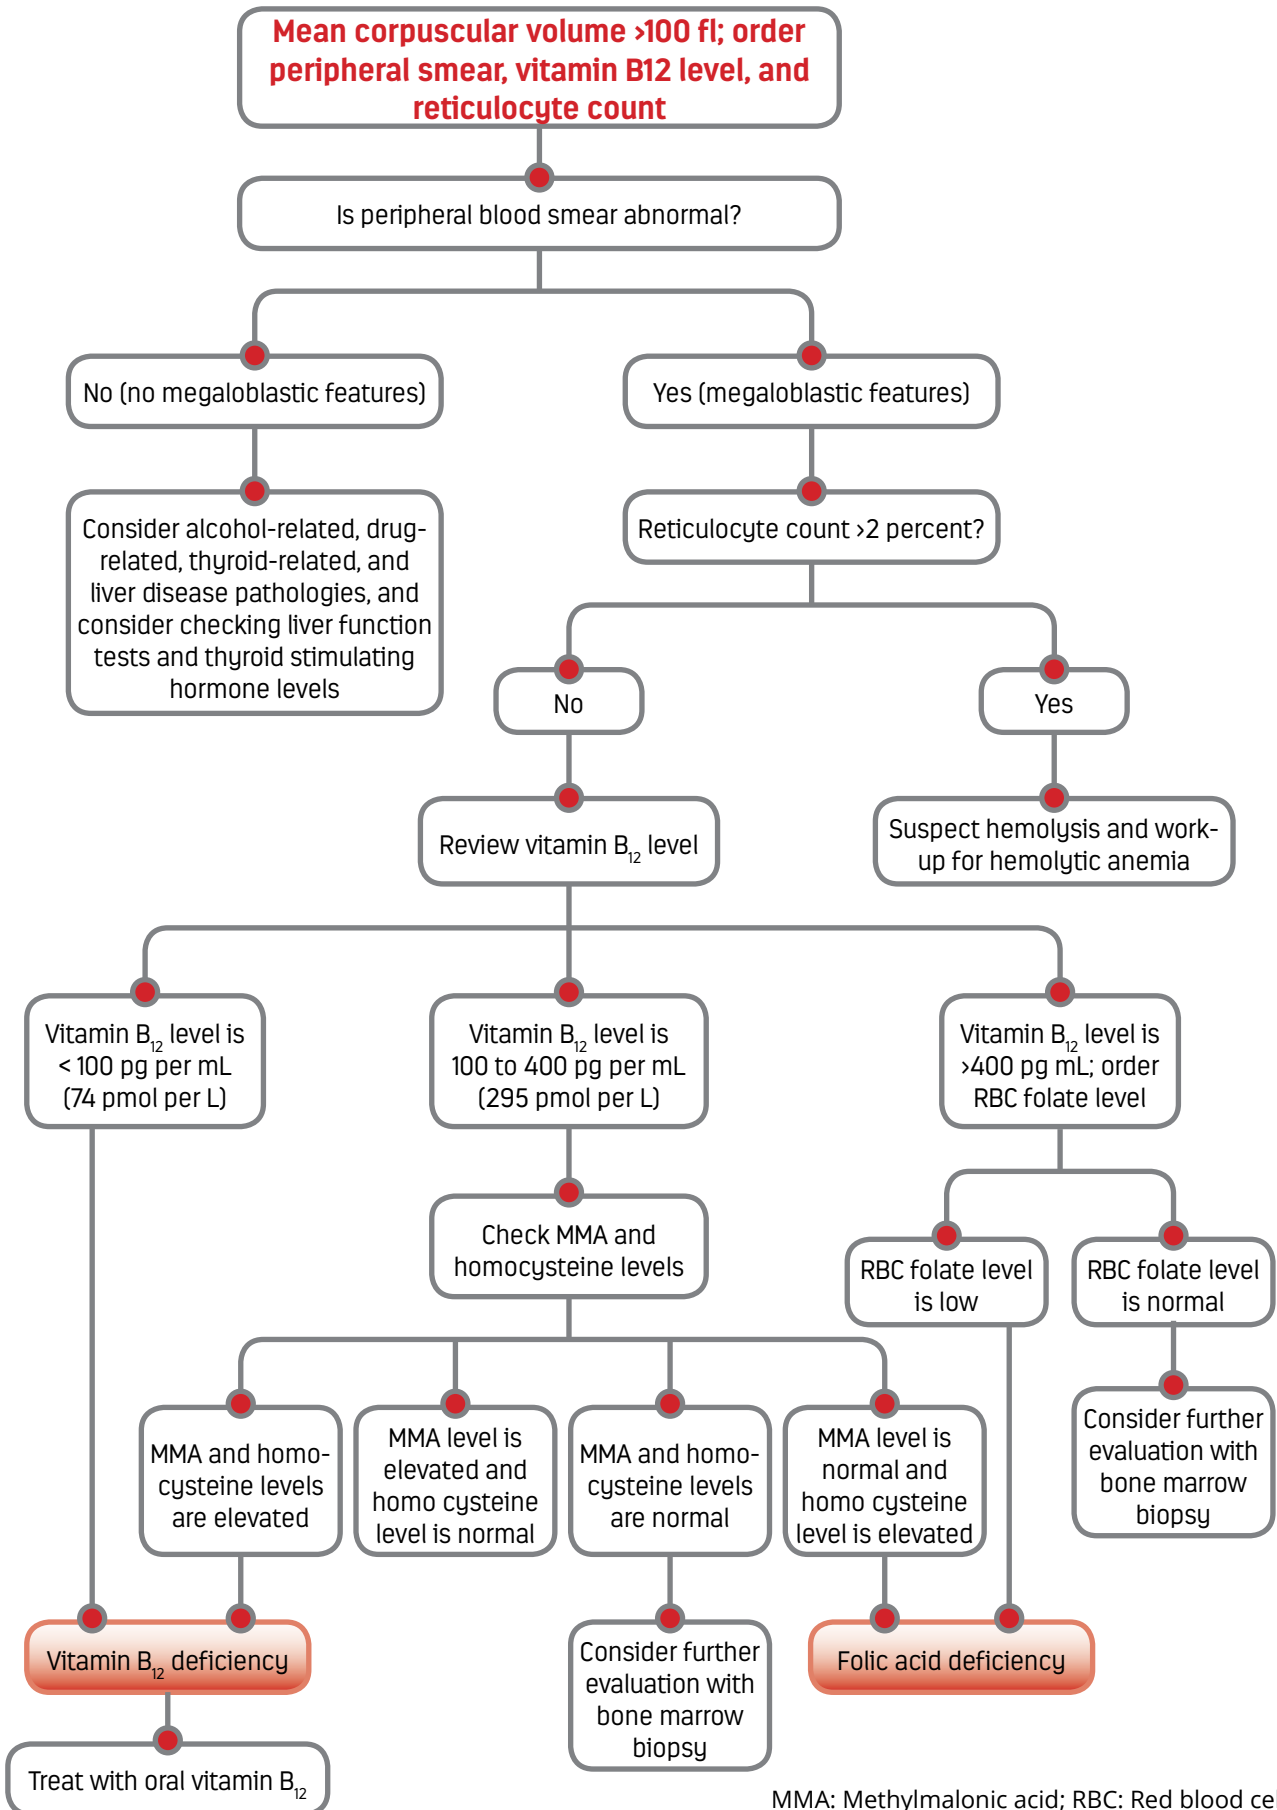 Mean corpuscular volume >100 fl; order
peripheral smear, vitamin B12 level, and
reticulocyte count
Is peripheral blood smear abnormal?
No (no megaloblastic features)
Yes (megaloblastic features)
Consider alcohol-related, drug-
related, thyroid-related, and
liver disease pathologies, and
consider checking liver function
tests and thyroid stimulating
hormone levels
Reticulocyte count >2 percent?
No
Yes
Review vitamin B12 level
Suspect hemolysis and work-
up for hemolytic anemia
Vitamin B12 level is
< 100 pg per mL
(74 pmol per L)
Vitamin B12 level is
100 to 400 pg per mL
(295 pmol per L)
Vitamin B12 level is
>400 pg mL; order
RBC folate level
Check MMA and
homocysteine levels
RBC folate level
is low
RBC folate level
is normal
MMA and homo-
cysteine levels
are elevated
MMA level is
elevated and
homo cysteine
level is normal
MMA and homo-
cysteine levels
are normal
MMA level is
normal and
homo cysteine
level is elevated
Consider further
evaluation with
bone marrow
biopsy
Vitamin B12 deficiency
Consider further
evaluation with
bone marrow
biopsy
Folic acid deficiency
Treat with oral vitamin B12
MMA: Methylmalonic acid; RBC: Red blood cel